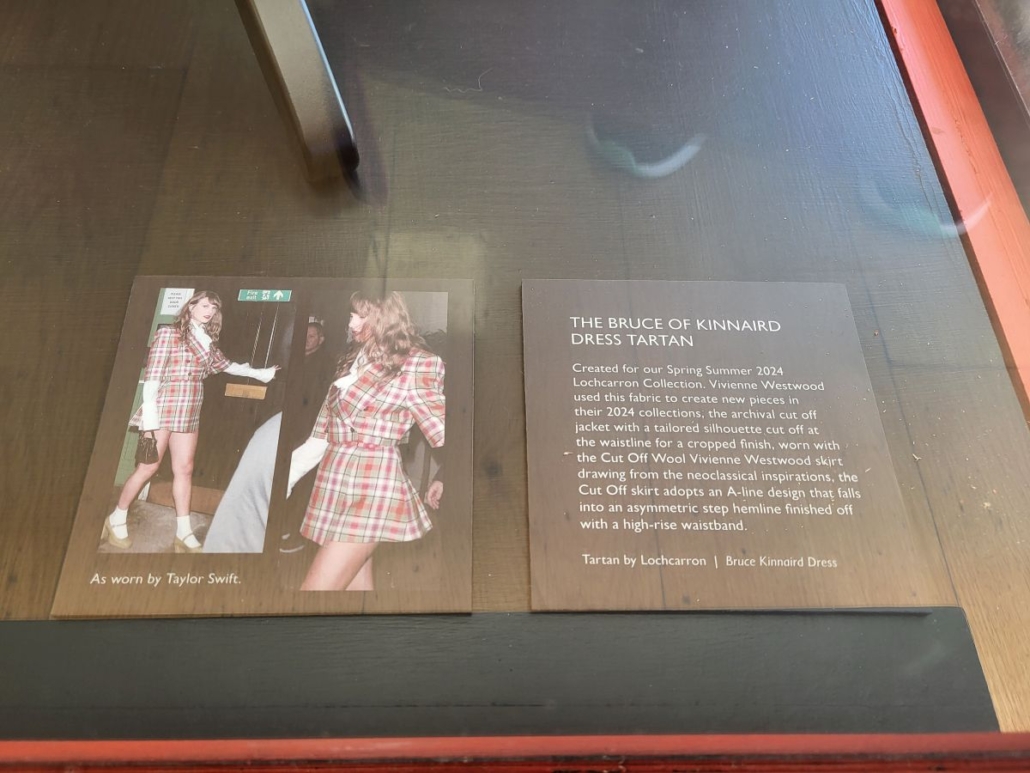 Fire
exit
As worn by Taylor Swift.
THE BRUCE OF KINNAIRD
DRESS TARTAN
Created for our Spring Summer 2024
Lochcarron Collection. Vivienne Westwood
used this fabric to create new pieces in
their 2024 collections, the archival cut off
jacket with a tailored silhouette cut off at
the waistline for a cropped finish, worn with
the Cut Off Wool Vivienne Westwood skirt
drawing from the neoclassical inspirations, the
Cut Off skirt adopts an A-line design that falls
into an asymmetric step hemline finished off
with a high-rise waistband.
Tartan by Lochcarron | Bruce Kinnaird Dress